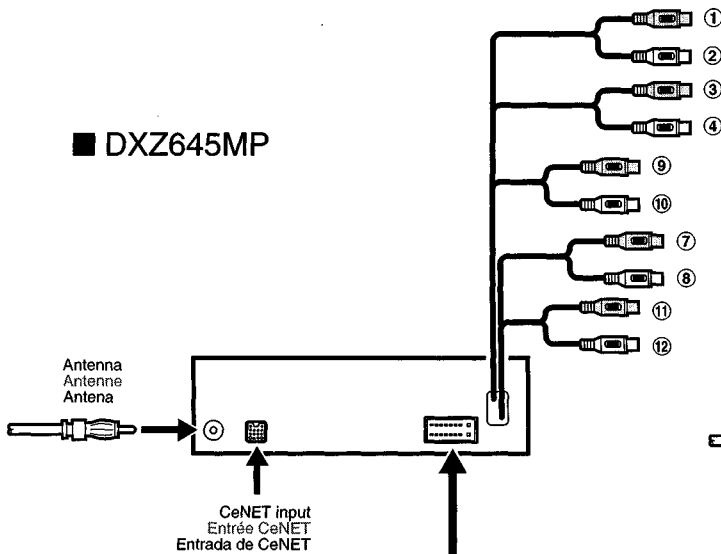 ①
②
③
④
■ DXZ645MP
⑨
⑩
⑦
⑧
⑪
⑫
Antenna
Antenne
Antena
CeNET input
Entrée CeNET
Entrada de CeNET